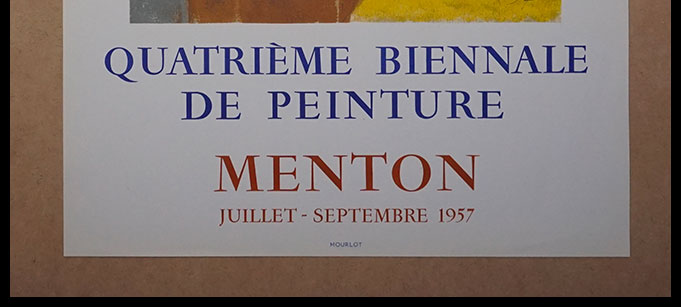 QUATRIÈME BIENNALE
DE PEINTURE
MENTON
JUILLET - SEPTEMBRE 1957
MOURLOT